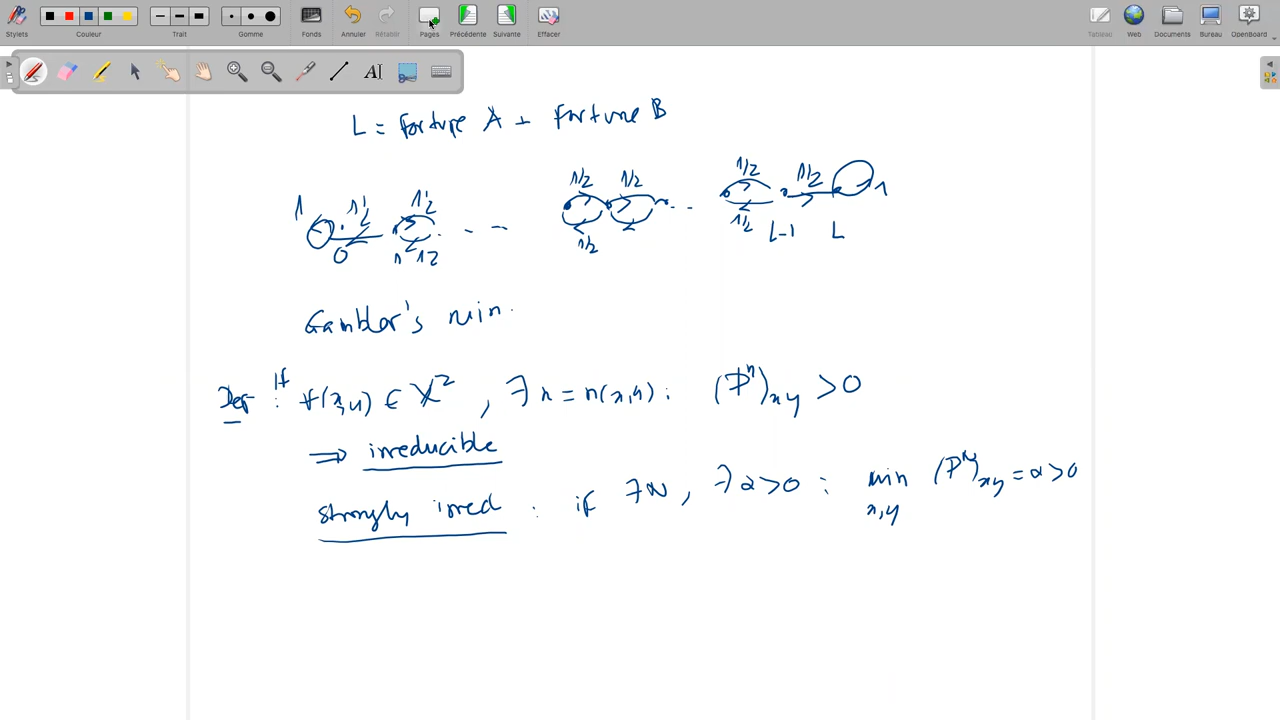 Stylets Couleur Trait Gomme Fonds Annuler Rétablir Pages Précédente Suivante Effacer Tableau Web Documents Bureau OpenBoard
L = Fortune A + Fortune B
1 1/2 1/2 1/2 1/2 1/2 1/2 1
0 1 1/2 1/2 1/2 L-1 L
Gambler's ruin.
Def : If ∀(x,y) ∈ X², ∃ n = n(x,y) : (Pⁿ)xy > 0
⇒ irreducible
strongly irred : if ∃ N, ∃ α > 0 : min x,y (Pᴺ)xy = α > 0